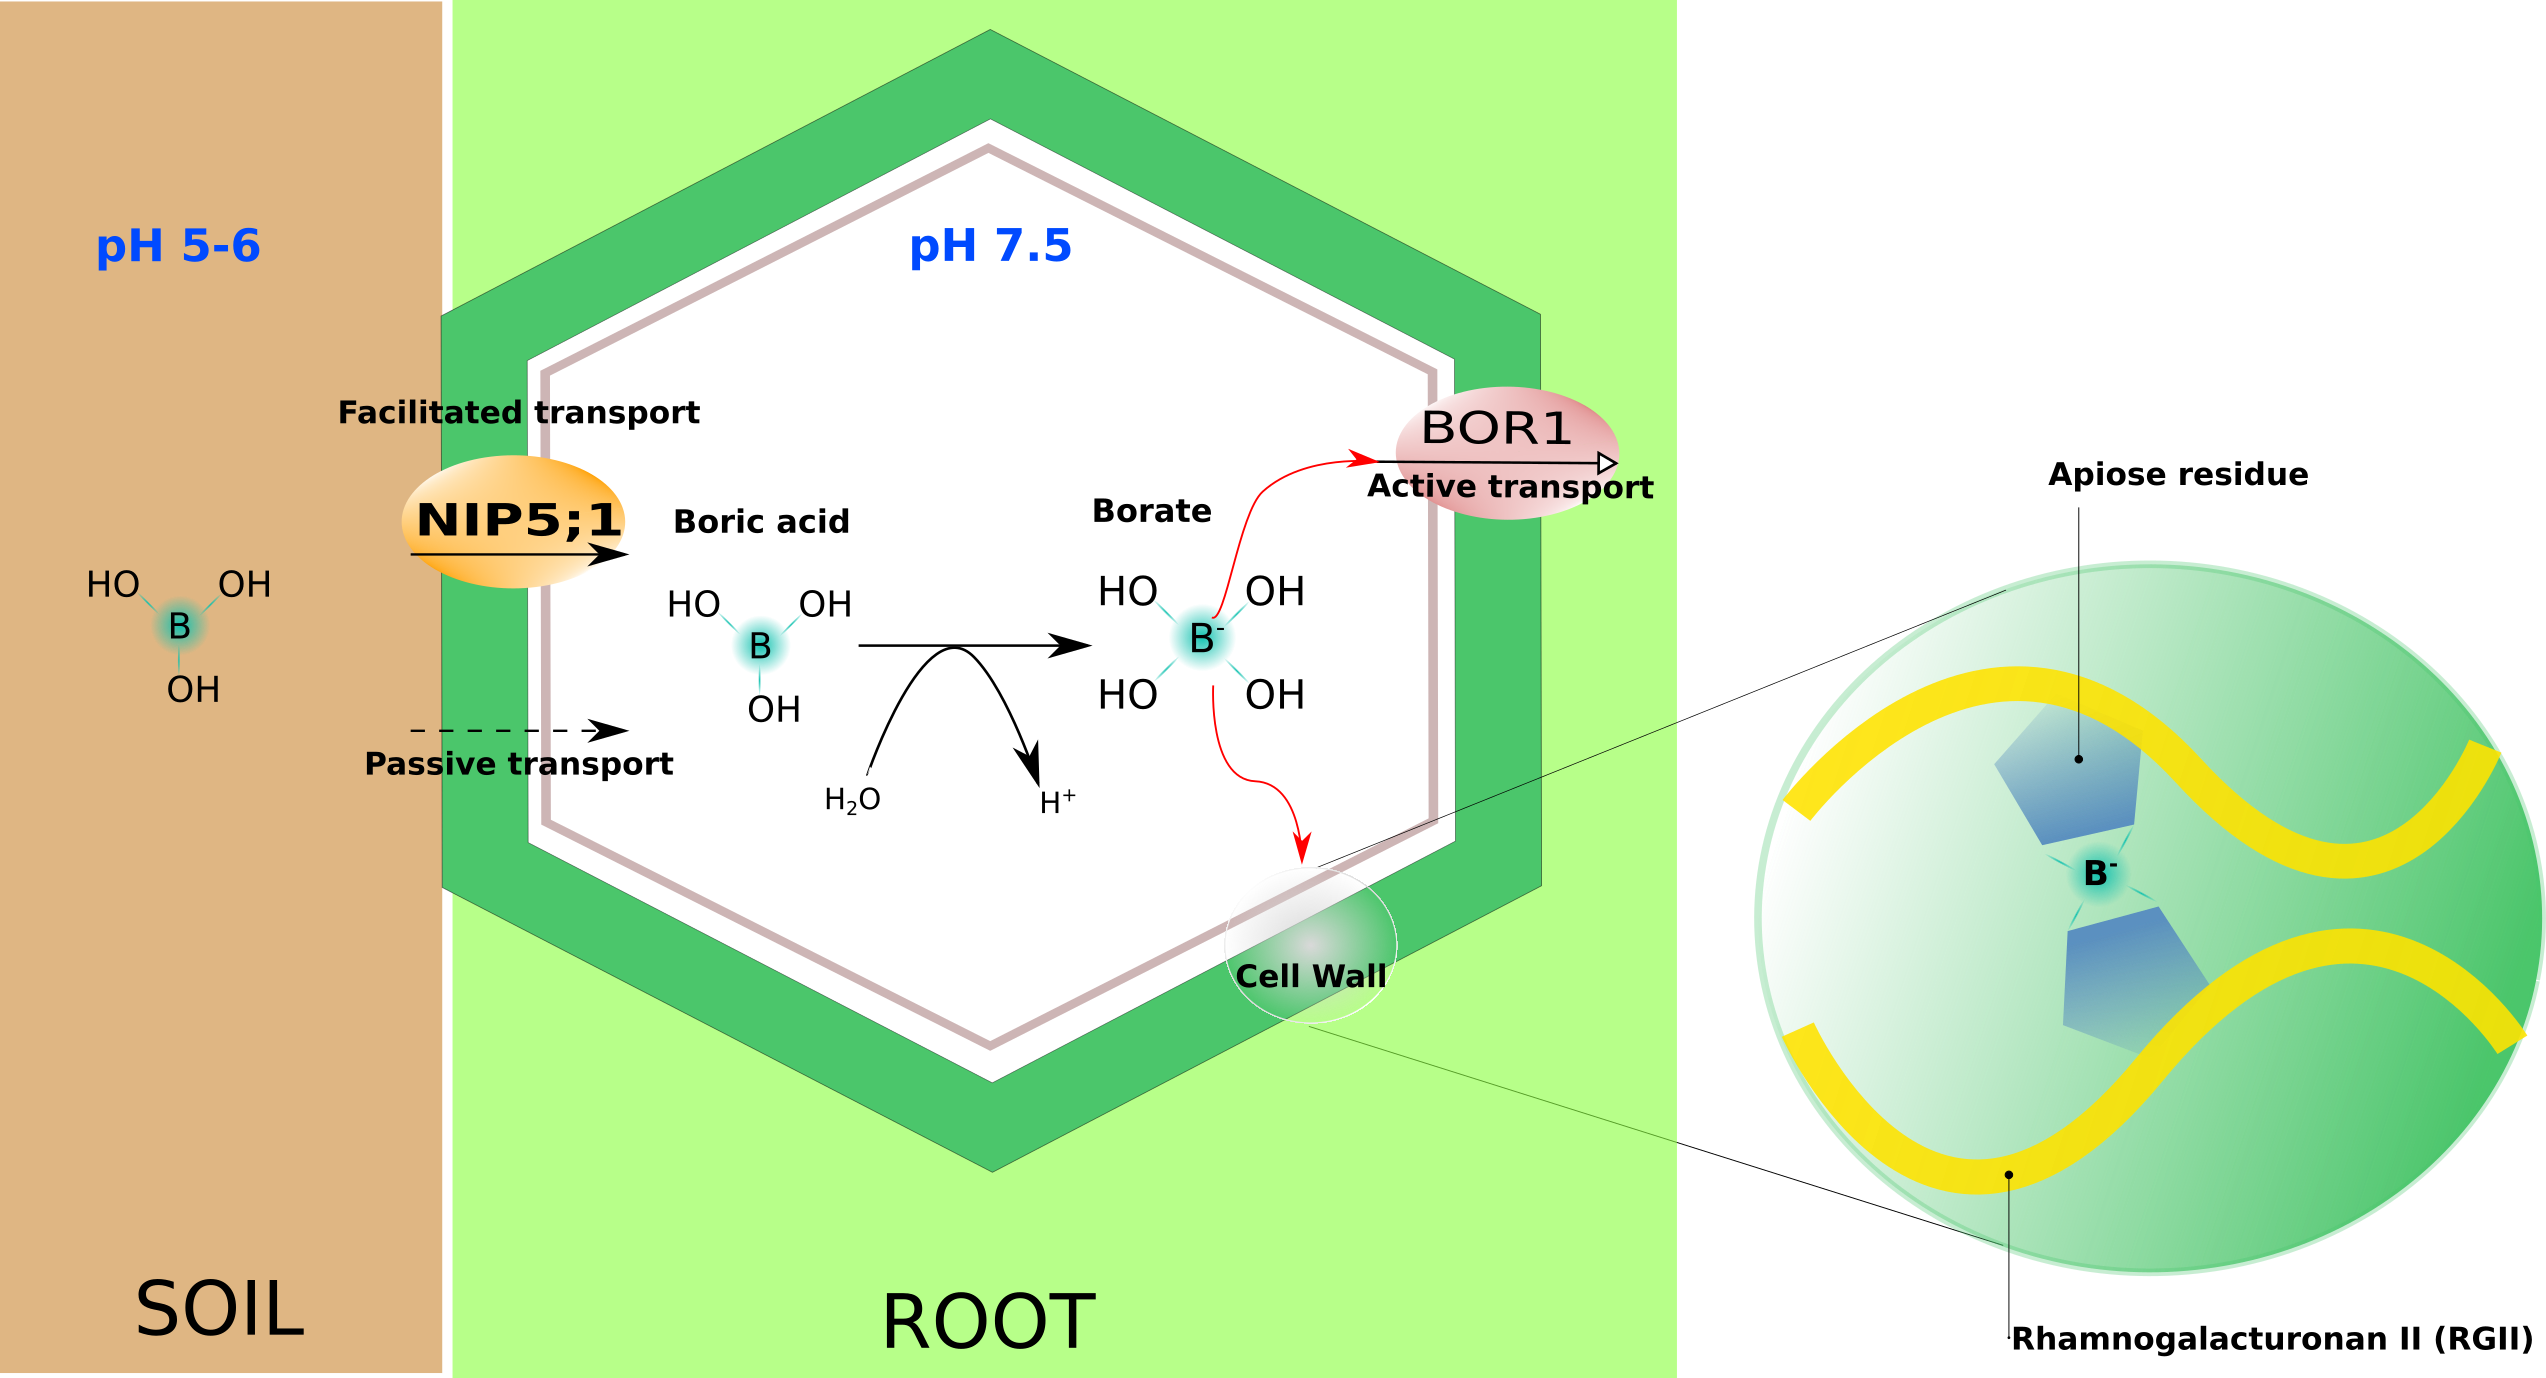 pH 5-6
pH 7.5
Facilitated transport
NIP5;1
BOR1
Active transport
Apiose residue
Boric acid
Borate
HO OH
B
OH
HO OH
B
OH
HO OH
B-
HO OH
Passive transport
H2O
H+
B-
Cell Wall
SOIL
ROOT
Rhamnogalacturonan II (RGII)